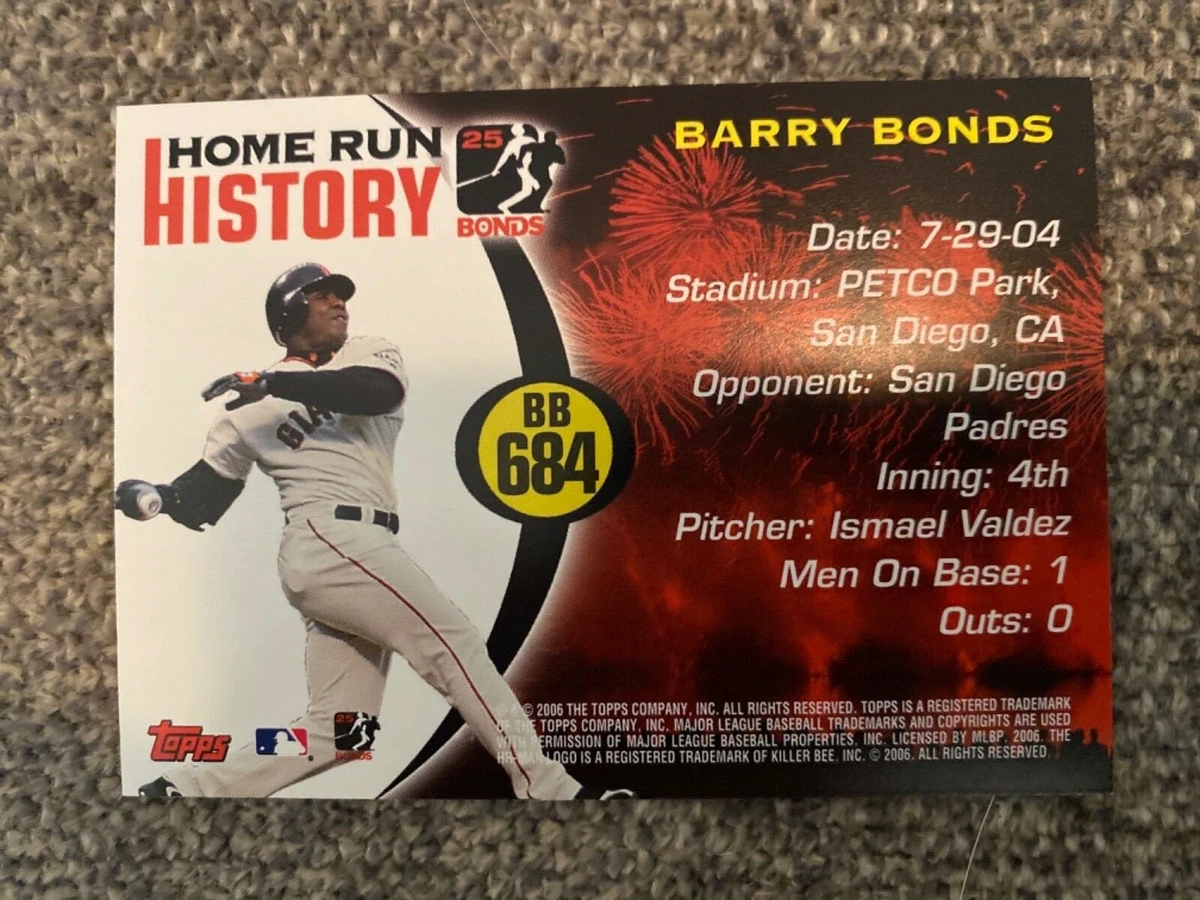 HOME RUN
HISTORY
25
BONDS
BARRY BONDS
Date: 7-29-04
Stadium: PETCO Park,
San Diego, CA
Opponent: San Diego
Padres
Inning: 4th
Pitcher: Ismael Valdez
Men On Base: 1
Outs: 0
BB
684
GIA
topps
25
BONDS
® & © 2006 THE TOPPS COMPANY, INC. ALL RIGHTS RESERVED. TOPPS IS A REGISTERED TRADEMARK
OF THE TOPPS COMPANY, INC. MAJOR LEAGUE BASEBALL TRADEMARKS AND COPYRIGHTS ARE USED
WITH PERMISSION OF MAJOR LEAGUE BASEBALL PROPERTIES, INC. LICENSED BY MLBP, 2006. THE
HR-MAN LOGO IS A REGISTERED TRADEMARK OF KILLER BEE, INC. © 2006. ALL RIGHTS RESERVED.